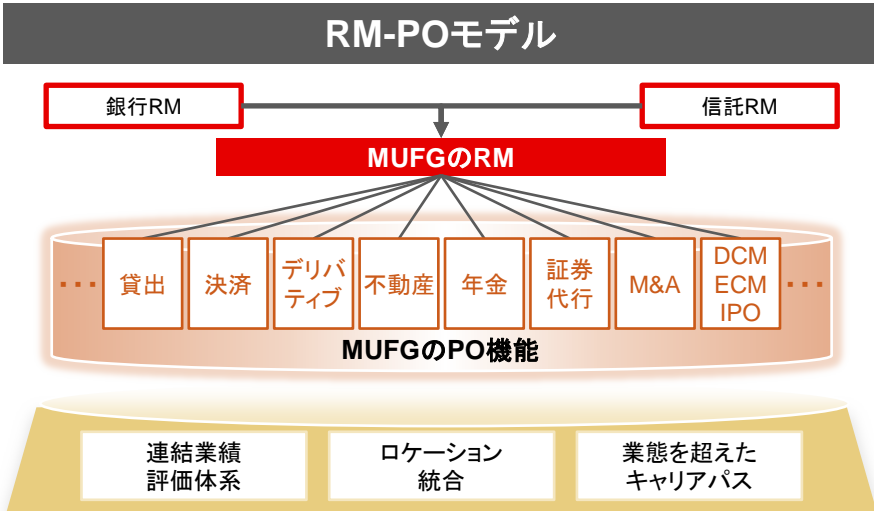 RM-POモデル
銀行RM
信託RM
MUFGのRM
･･･
貸出
決済
デリバ
ティブ
不動産
年金
証券
代行
M&A
DCM
ECM
IPO
･･･
MUFGのPO機能
連結業績
評価体系
ロケーション
統合
業態を超えた
キャリアパス